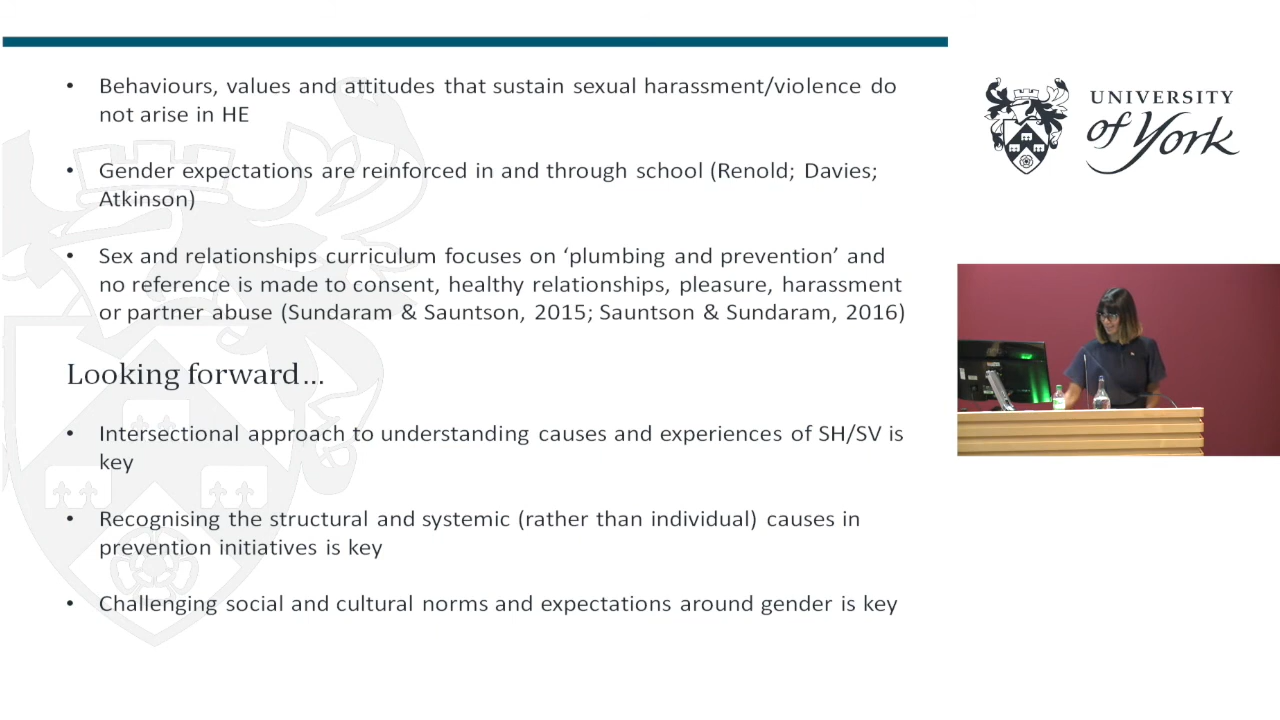 • Behaviours, values and attitudes that sustain sexual harassment/violence do
not arise in HE
• Gender expectations are reinforced in and through school (Renold; Davies;
Atkinson)
• Sex and relationships curriculum focuses on ‘plumbing and prevention’ and
no reference is made to consent, healthy relationships, pleasure, harassment
or partner abuse (Sundaram & Sauntson, 2015; Sauntson & Sundaram, 2016)
Looking forward…
• Intersectional approach to understanding causes and experiences of SH/SV is
key
• Recognising the structural and systemic (rather than individual) causes in
prevention initiatives is key
• Challenging social and cultural norms and expectations around gender is key
UNIVERSITY
of York